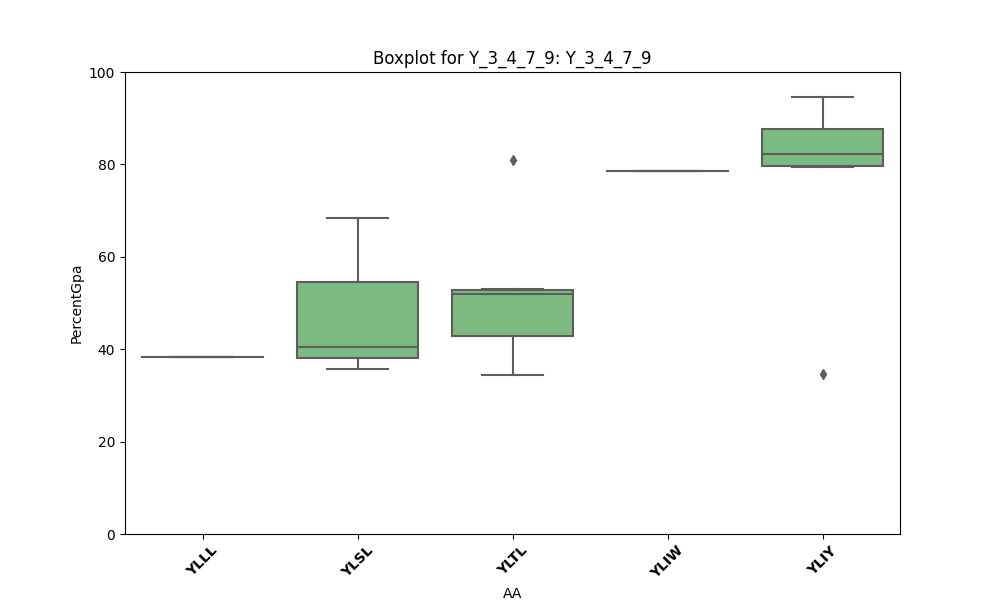 Boxplot for Y_3_4_7_9: Y_3_4_7_9
100
80
60
40
20
0
PercentGpa
YLLL
YLSL
YLTL
YLIW
YLIY
AA